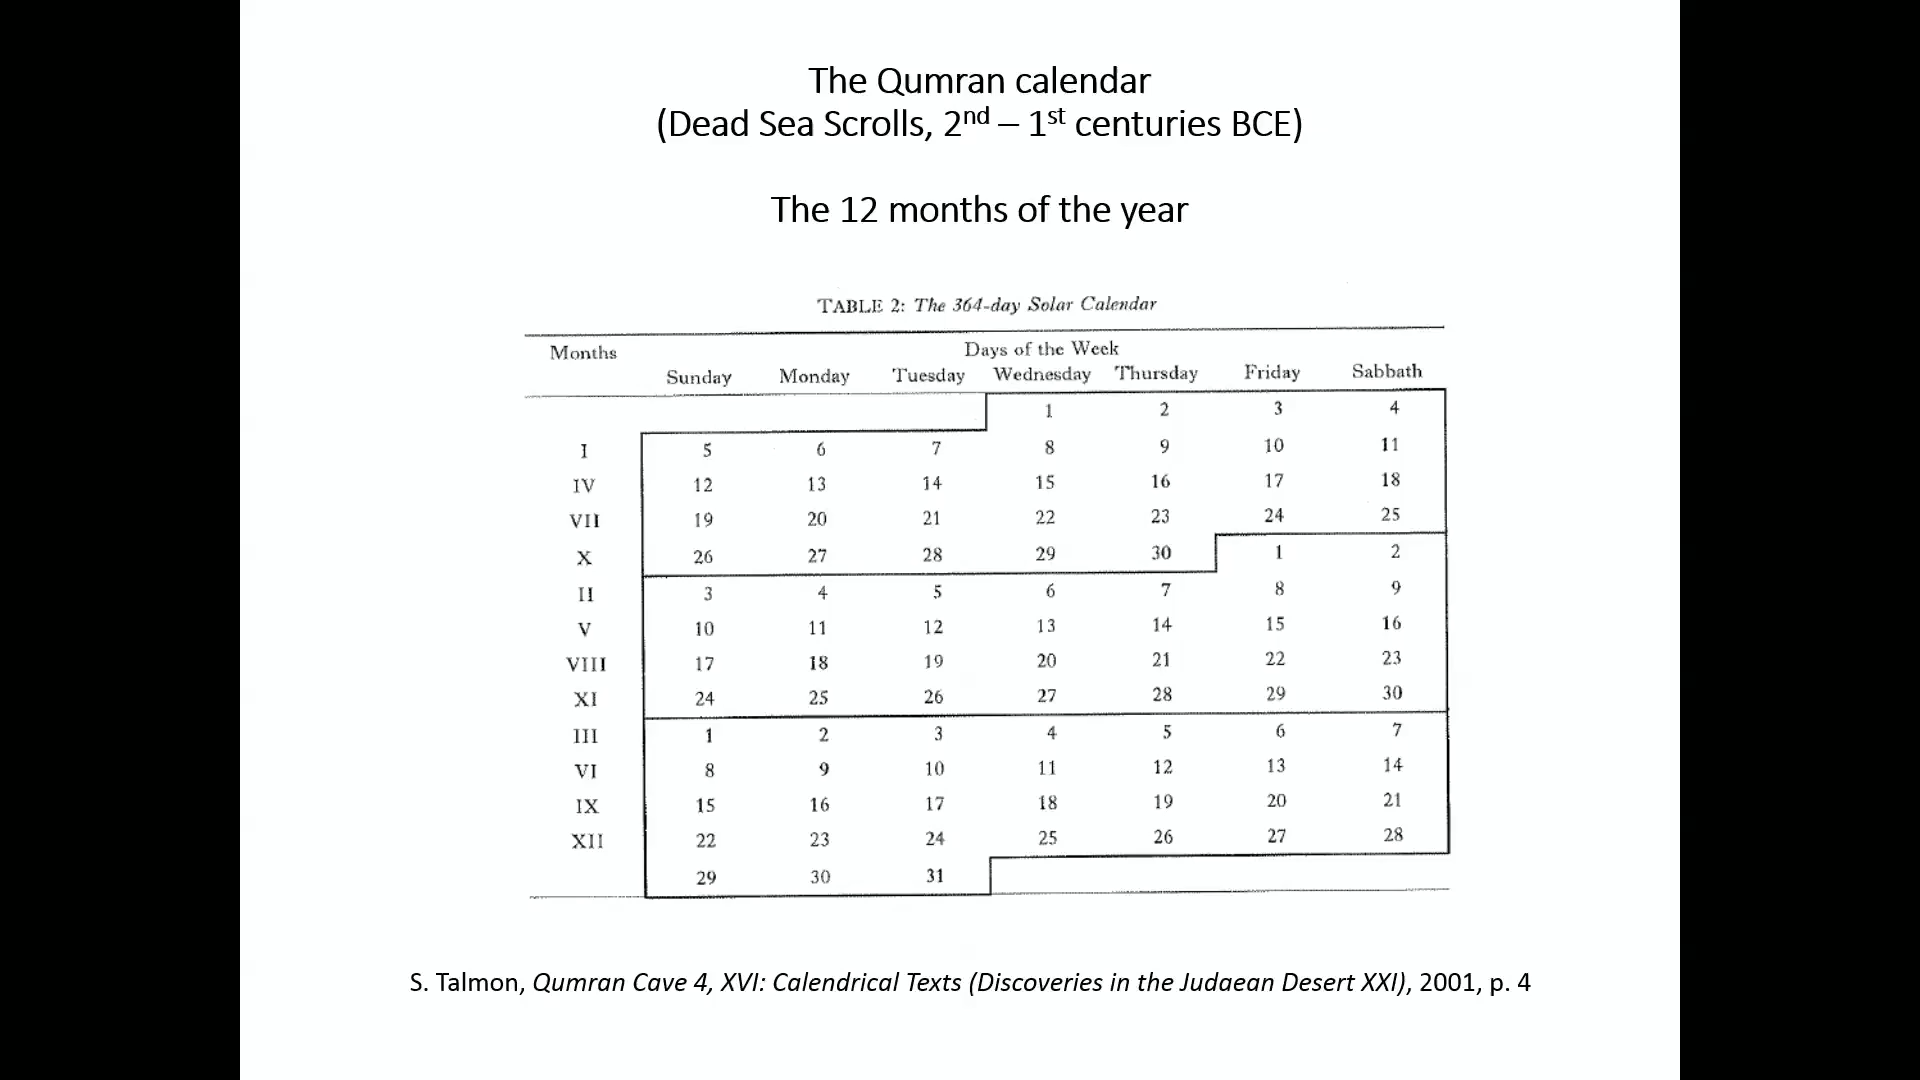 The Qumran calendar
(Dead Sea Scrolls, 2nd – 1st centuries BCE)
The 12 months of the year
TABLE 2: The 364-day Solar Calendar
Months Days of the Week
Sunday Monday Tuesday Wednesday Thursday Friday Sabbath
1 2 3 4
I 5 6 7 8 9 10 11
IV 12 13 14 15 16 17 18
VII 19 20 21 22 23 24 25
X 26 27 28 29 30 1 2
II 3 4 5 6 7 8 9
V 10 11 12 13 14 15 16
VIII 17 18 19 20 21 22 23
XI 24 25 26 27 28 29 30
III 1 2 3 4 5 6 7
VI 8 9 10 11 12 13 14
IX 15 16 17 18 19 20 21
XII 22 23 24 25 26 27 28
29 30 31
S. Talmon, Qumran Cave 4, XVI: Calendrical Texts (Discoveries in the Judaean Desert XXI), 2001, p. 4